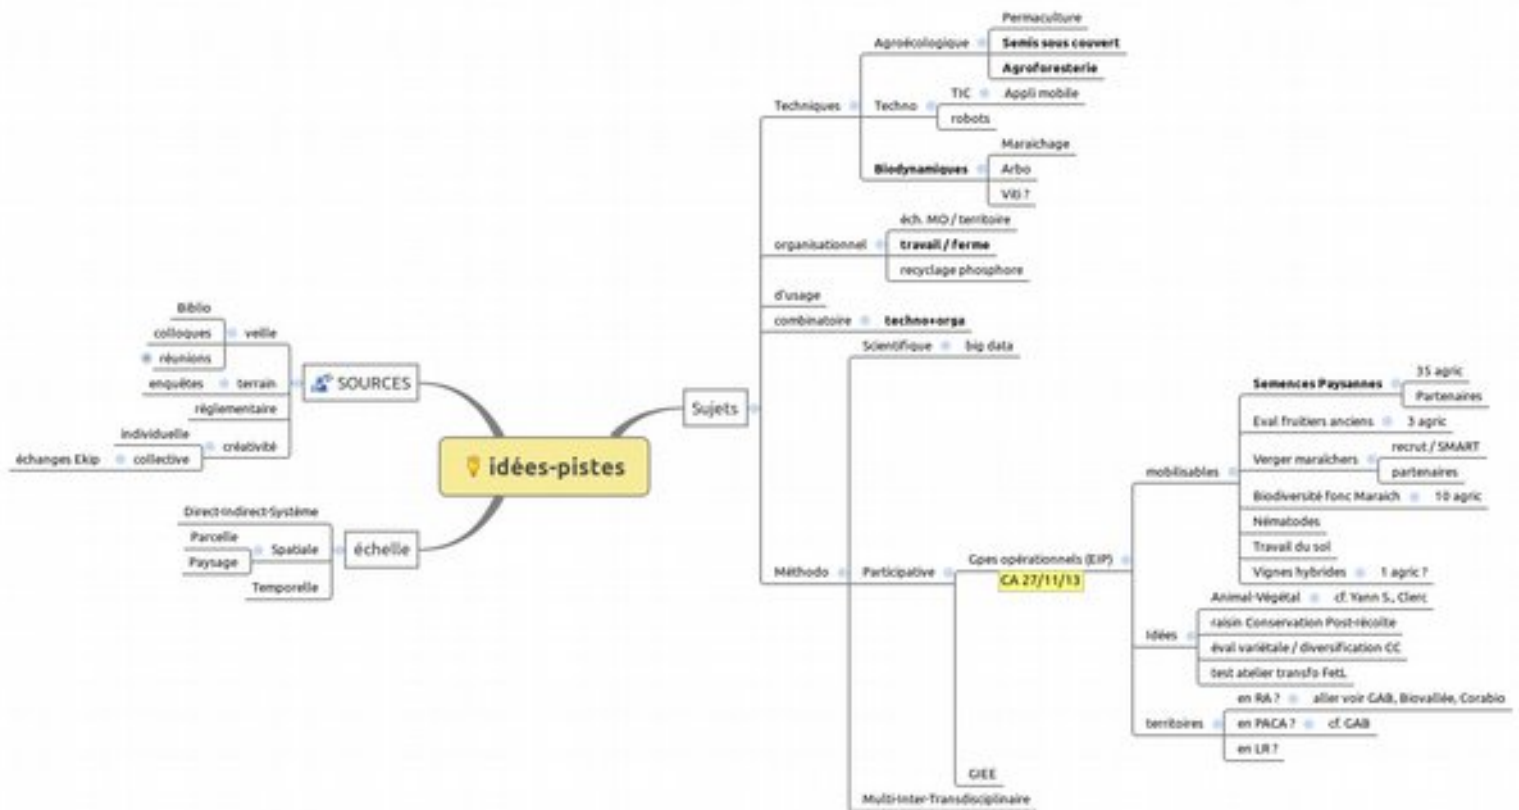 idées-pistes
SOURCES
veille
Biblio
colloques
réunions
terrain
enquêtes
réglementaire
créativité
individuelle
collective
échanges Ekip
échelle
Direct-Indirect-Système
Spatiale
Parcelle
Paysage
Temporelle
Sujets
Techniques
Agroécologique
Permaculture
Semis sous couvert
Agroforesterie
Techno
TIC
Appli mobile
robots
Biodynamiques
Maraichage
Arbo
Viti ?
organisationnel
éch. MO / territoire
travail / ferme
recyclage phosphore
d'usage
combinatoire
techno+orga
Méthodo
Scientifique
big data
Participative
Gpes opérationnels (EIP)
CA 27/11/13
mobilisables
Semences Paysannes
35 agric
Partenaires
Eval fruitiers anciens
3 agric
Verger maraîchers
recrut / SMART
partenaires
Biodiversité fonc Maraich
10 agric
Nématodes
Travail du sol
Vignes hybrides
1 agric ?
Idées
Animal-Végétal
cf. Yann S., Clerc
raisin Conservation Post-récolte
éval variétale / diversification CC
test atelier transfo FetL
territoires
en RA ?
aller voir GAB, Biovallée, Corabio
en PACA ?
cf. GAB
en LR ?
GIEE
Multi-Inter-Transdisciplinaire